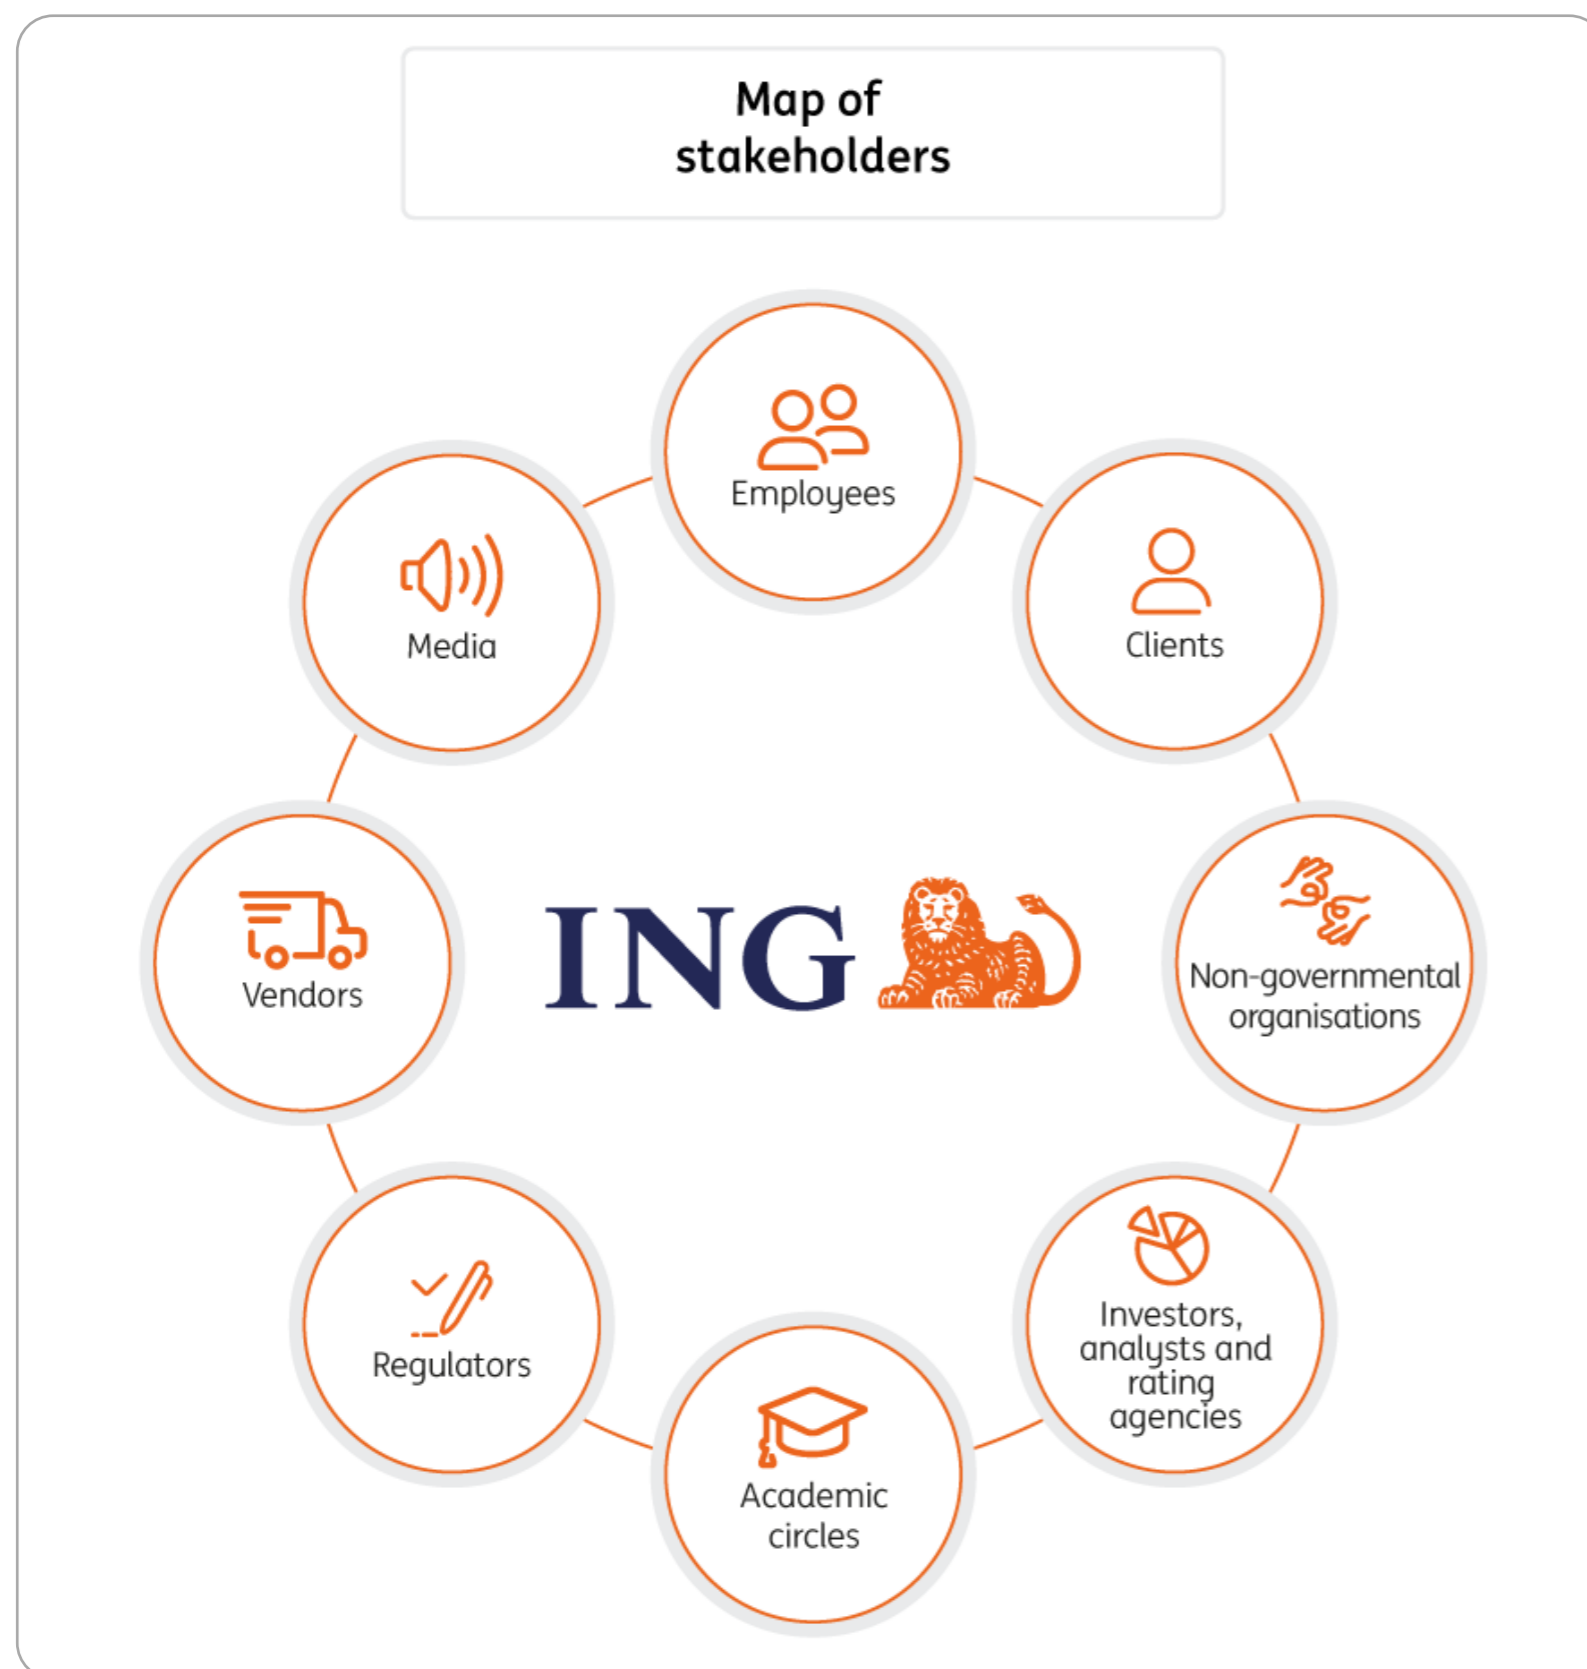 Map of
stakeholders
Employees
Media
Clients
Vendors
ING
Non-governmental
organisations
Regulators
Investors,
analysts and
rating
agencies
Academic
circles